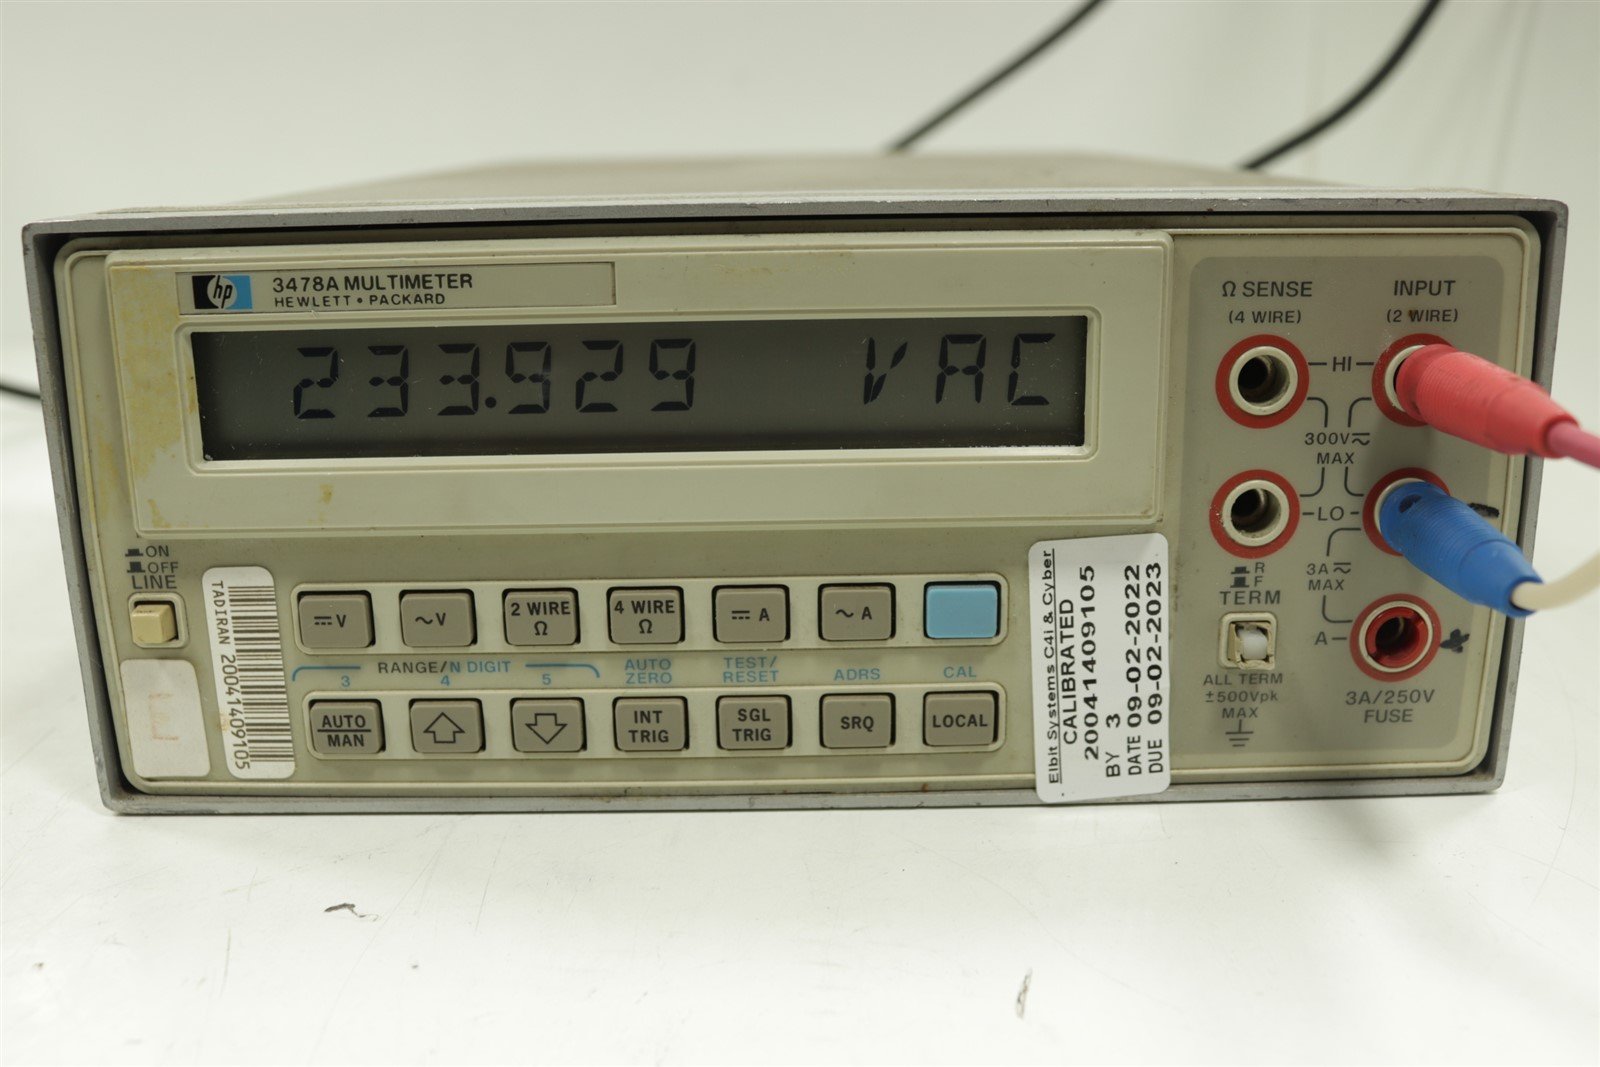 hp
3478A MULTIMETER
HEWLETT • PACKARD
233.929 VAC
Ω SENSE
(4 WIRE)
INPUT
(2 WIRE)
HI
300V⎓~
MAX
LO
3A⎓~
MAX
A
R
F
TERM
ALL TERM
±500Vpk
MAX
3A/250V
FUSE
ON
OFF
LINE
TADIRAN 20041409105
⎓V
~V
2 WIRE
Ω
4 WIRE
Ω
⎓A
~A
RANGE/N DIGIT
3
4
5
AUTO
ZERO
TEST/
RESET
ADRS
CAL
AUTO
MAN
INT
TRIG
SGL
TRIG
SRQ
LOCAL
Elbit Systems C4i & Cyber
CALIBRATED
20041409105
BY 3
DATE 09-02-2022
DUE 09-02-2023